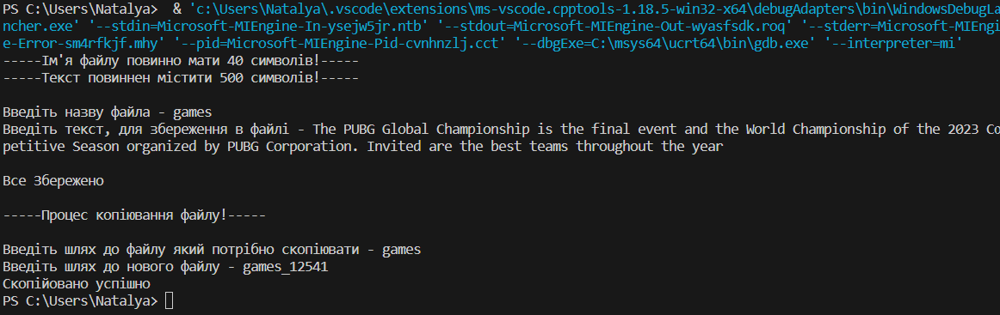 PS C:\Users\Natalya>  & 'c:\Users\Natalya\.vscode\extensions\ms-vscode.cpptools-1.18.5-win32-x64\debugAdapters\bin\WindowsDebugLa
ncher.exe' '--stdin=Microsoft-MIEngine-In-ysejw5jr.ntb' '--stdout=Microsoft-MIEngine-Out-wyasfsdk.roq' '--stderr=Microsoft-MIEngi
e-Error-sm4rfkjf.mhy' '--pid=Microsoft-MIEngine-Pid-cvnhnzlj.cct' '--dbgExe=C:\msys64\ucrt64\bin\gdb.exe' '--interpreter=mi'
-----Ім'я файлу повинно мати 40 символів!-----
-----Текст повиннен містити 500 символів!-----
Введіть назву файла - games
Введіть текст, для збереження в файлі - The PUBG Global Championship is the final event and the World Championship of the 2023 Co
petitive Season organized by PUBG Corporation. Invited are the best teams throughout the year
Все Збережено
-----Процес копіювання файлу!-----
Введіть шлях до файлу який потрібно скопіювати - games
Введіть шлях до нового файлу - games_12541
Скопійовано успішно
PS C:\Users\Natalya>